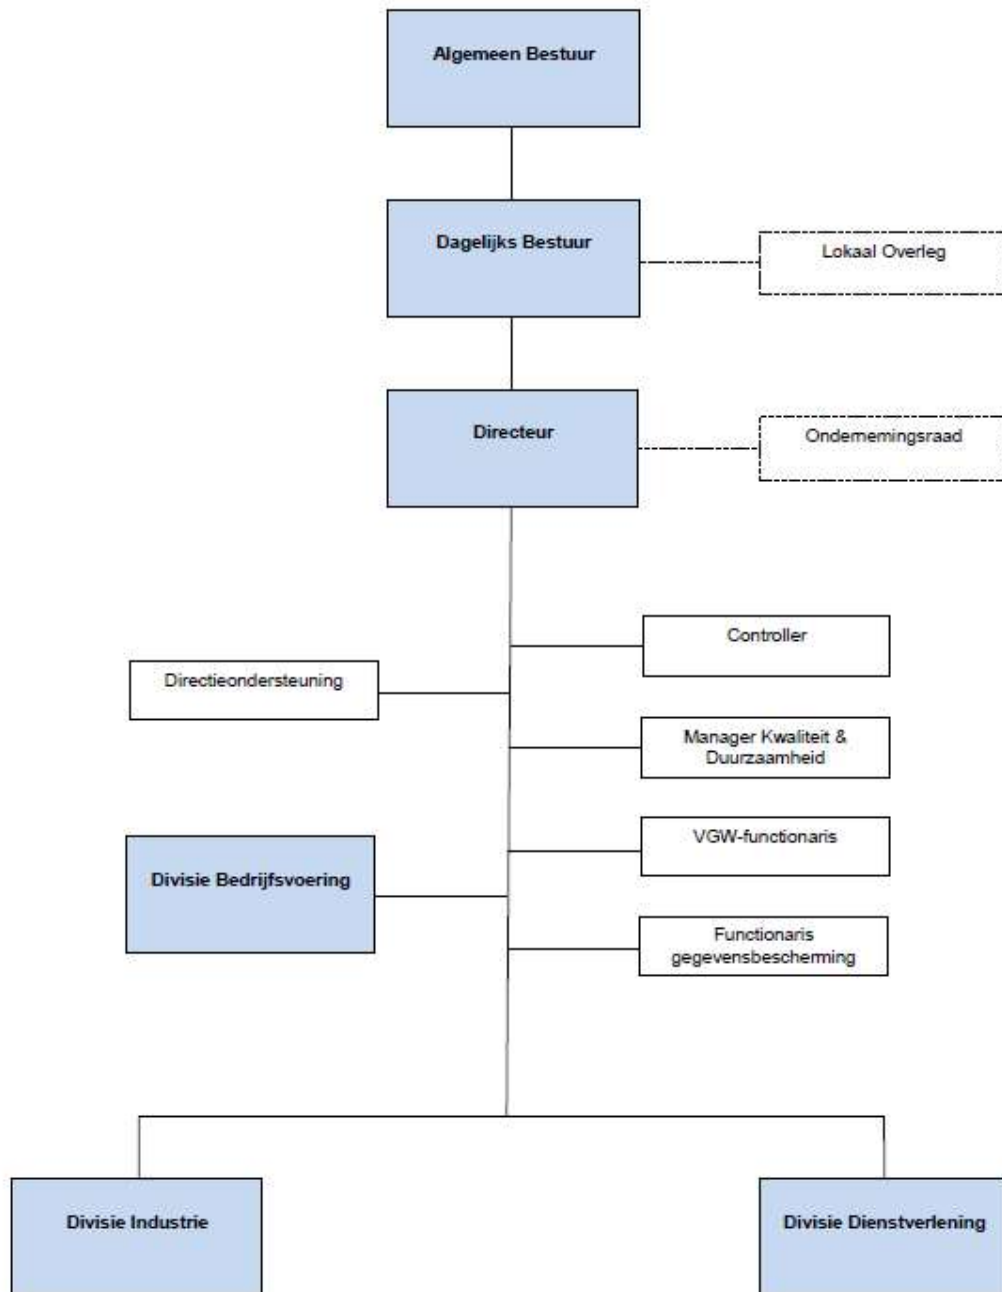 Algemeen Bestuur
Dagelijks Bestuur
Lokaal Overleg
Directeur
Ondernemingsraad
Controller
Directieondersteuning
Manager Kwaliteit &
Duurzaamheid
VGW-functionaris
Divisie Bedrijfsvoering
Functionaris
gegevensbescherming
Divisie Industrie
Divisie Dienstverlening